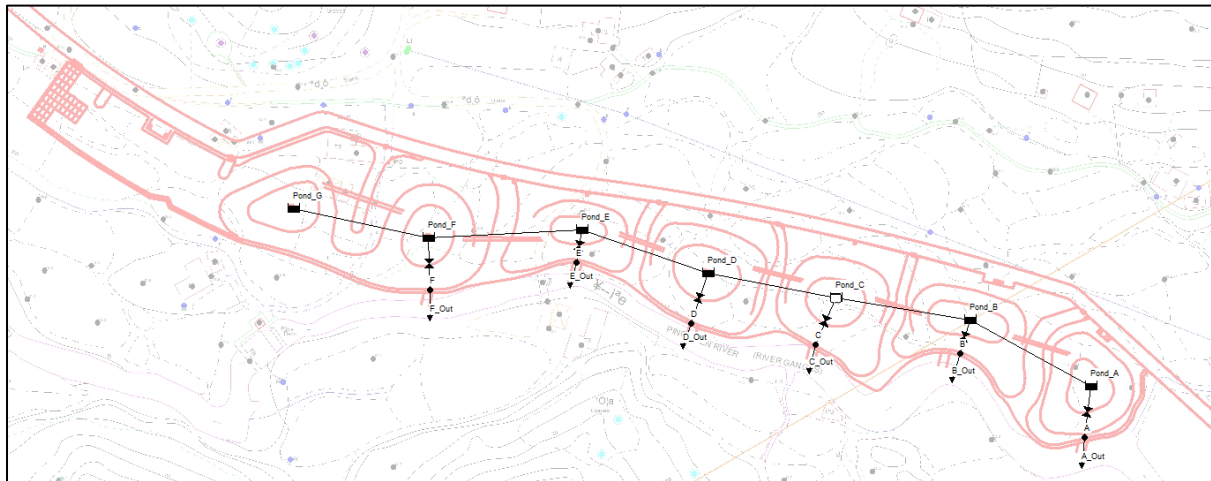 Pond_G
Pond_F
Pond_E
Pond_D
Pond_C
Pond_B
Pond_A
F
F_Out
E
E_Out
D
D_Out
C
C_Out
B
B_Out
A
A_Out
RIVER